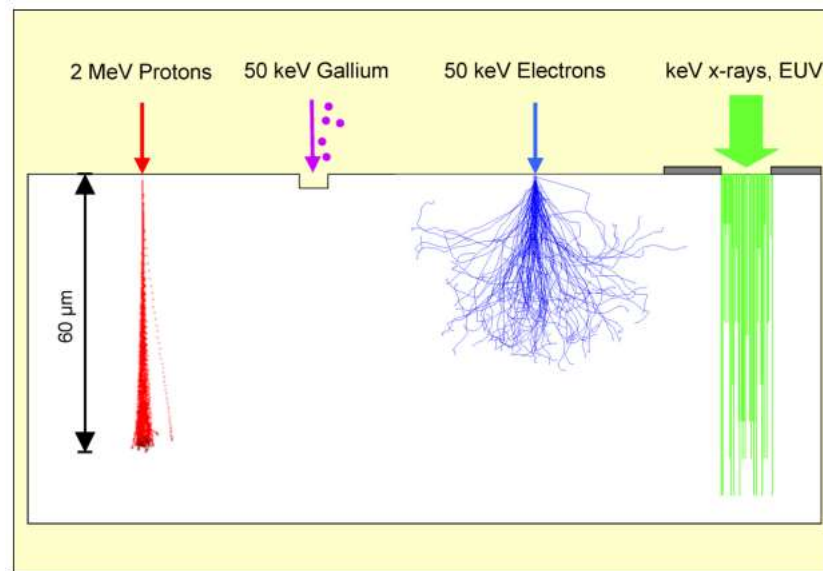 2 MeV Protons
50 keV Gallium
50 keV Electrons
keV x-rays, EUV
60 µm